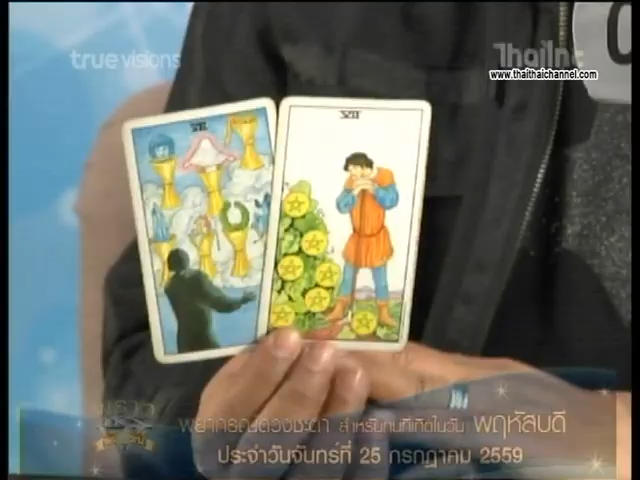 true visions
ThaiTha
www.thaithaichannel.com
VII
VII
พยากรณ์ดวงชะตา สำหรับคนที่เกิดในวัน พฤหัสบดี
ประจำวันจันทร์ที่ 25 กรกฎาคม 2559